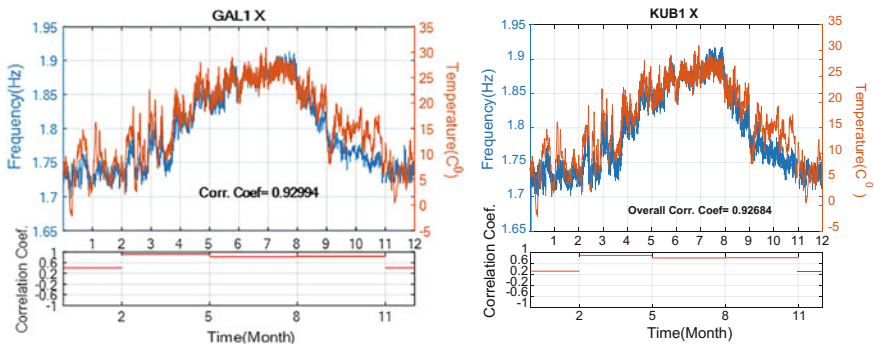 GAL1 X
1.95
1.9
1.85
1.8
1.75
1.7
1.65
Frequency(Hz)
35
30
25
20
15
10
5
0
-5
Temperature(C⁰)
Corr. Coef= 0.92994
1 2 3 4 5 6 7 8 9 10 11 12
Correlation Coef.
1
0.6
0.2
-0.2
-0.6
-1
2 5 8 11
Time(Month)
KUB1 X
1.95
1.9
1.85
1.8
1.75
1.7
1.65
Frequency(Hz)
35
30
25
20
15
10
5
0
-5
Temperature(C⁰)
Overall Corr. Coef= 0.92684
1 2 3 4 5 6 7 8 9 10 11 12
Correlation Coef.
1
0.6
0.2
-0.2
-0.6
-1
2 5 8 11
Time(Month)